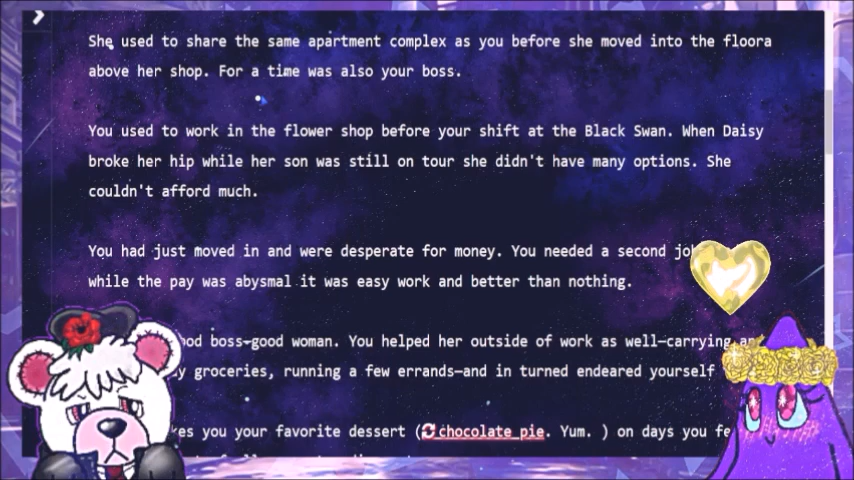 She used to share the same apartment complex as you before she moved into the floora
above her shop. For a time was also your boss.
You used to work in the flower shop before your shift at the Black Swan. When Daisy
broke her hip while her son was still on tour she didn't have many options. She
couldn't afford much.
You had just moved in and were desperate for money. You needed a second
while the pay was abysmal it was easy work and better than nothing.
boss—good woman. You helped her outside of work as well—carrying
groceries, running a few errands—and in turned endeared yourself
you your favorite dessert (chocolate pie. Yum. ) on days you